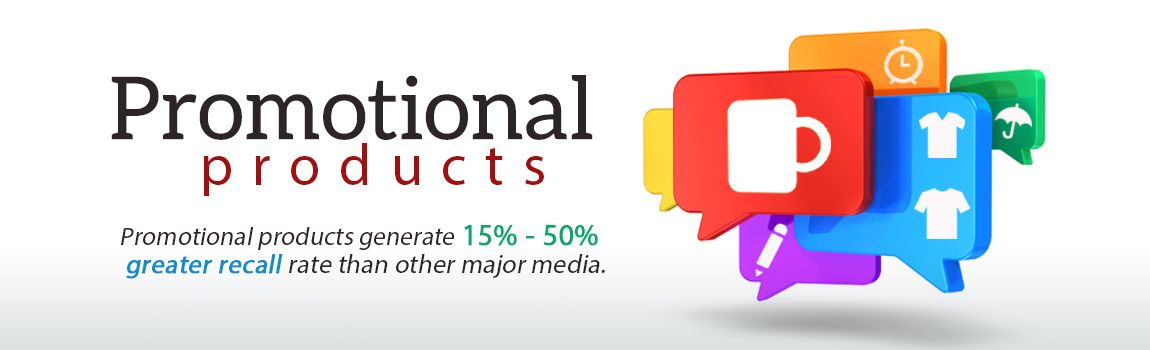 Promotional
products
Promotional products generate 15% - 50%
greater recall rate than other major media.